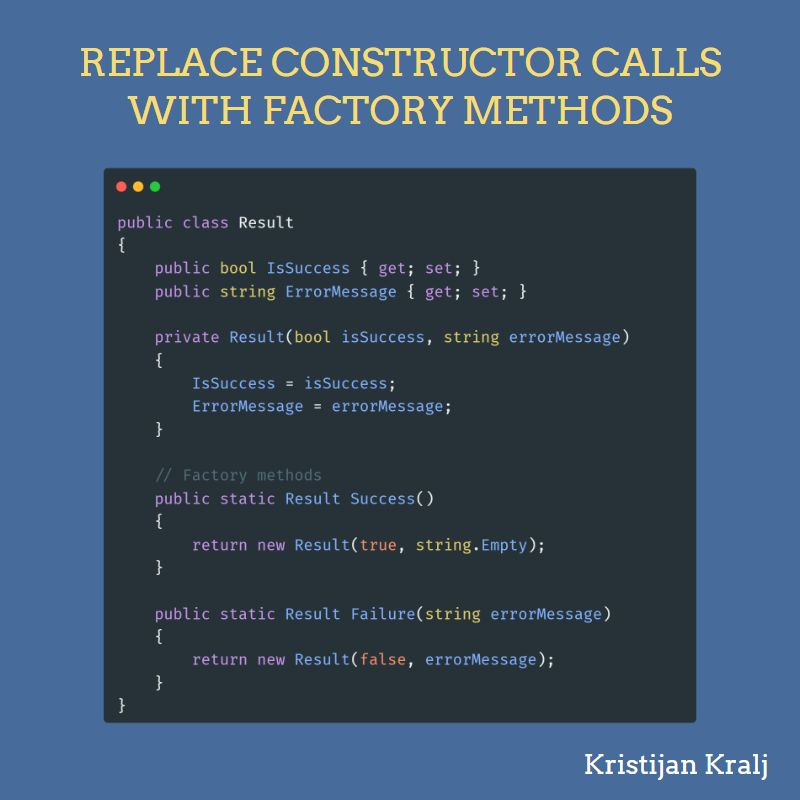 REPLACE CONSTRUCTOR CALLS
WITH FACTORY METHODS
public class Result
{
    public bool IsSuccess { get; set; }
    public string ErrorMessage { get; set; }

    private Result(bool isSuccess, string errorMessage)
    {
        IsSuccess = isSuccess;
        ErrorMessage = errorMessage;
    }

    // Factory methods
    public static Result Success()
    {
        return new Result(true, string.Empty);
    }

    public static Result Failure(string errorMessage)
    {
        return new Result(false, errorMessage);
    }
}
Kristijan Kralj